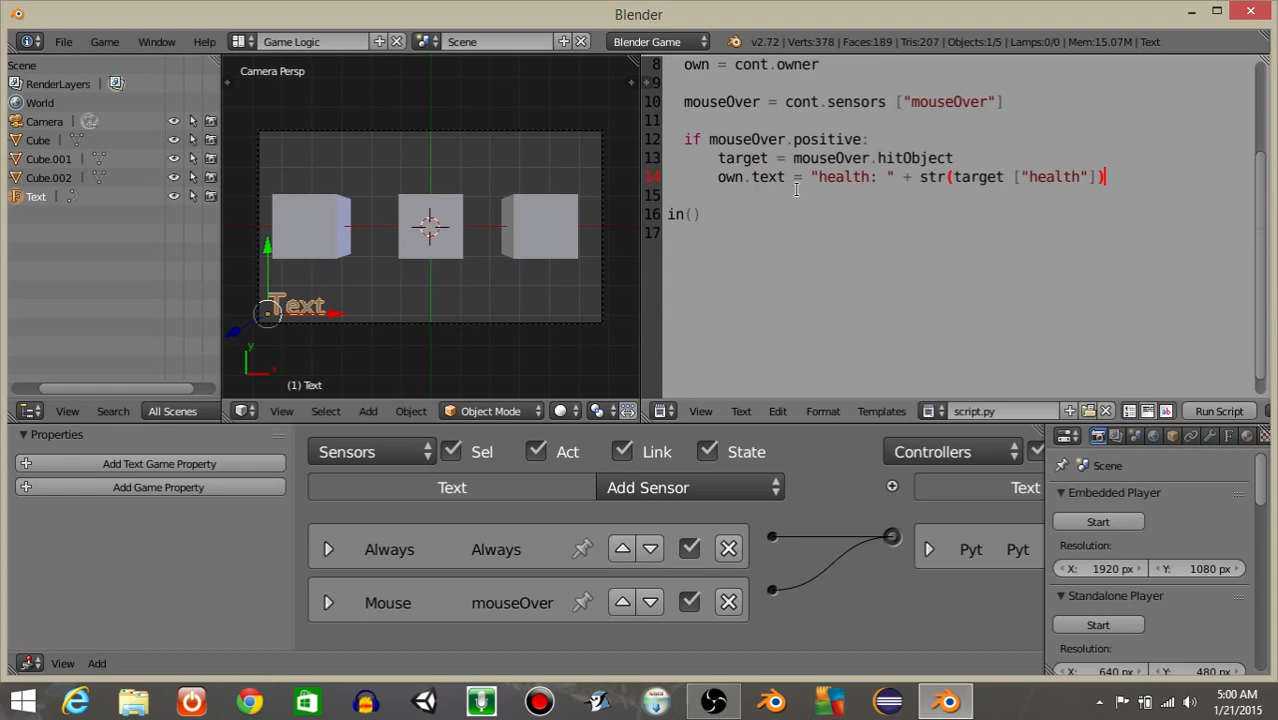 Blender
File Game Window Help Game Logic Scene Blender Game v2.72 | Verts:378 | Faces:189 | Tris:207 | Objects:1/5 | Lamps:0/0 | Mem:15.07M | Text
Scene
RenderLayers
World
Camera
Cube
Cube.001
Cube.002
Text
View Search All Scenes
Camera Persp
Text
y
x
(1) Text
View Select Add Object Object Mode
8 own = cont.owner
9
10 mouseOver = cont.sensors ["mouseOver"]
11
12 if mouseOver.positive:
13 target = mouseOver.hitObject
14 own.text = "health: " + str(target ["health"])
15
16 in()
17
View Text Edit Format Templates script.py Run Script
Properties
Add Text Game Property
Add Game Property
Sensors Sel Act Link State Controllers
Text Add Sensor Text
Always Always Pyt Pyt
Mouse mouseOver
Scene
Embedded Player
Start
Resolution:
X: 1920 px Y: 1080 px
Standalone Player
Start
Resolution:
X: 640 px Y: 480 px
View Add
5:00 AM
1/21/2015